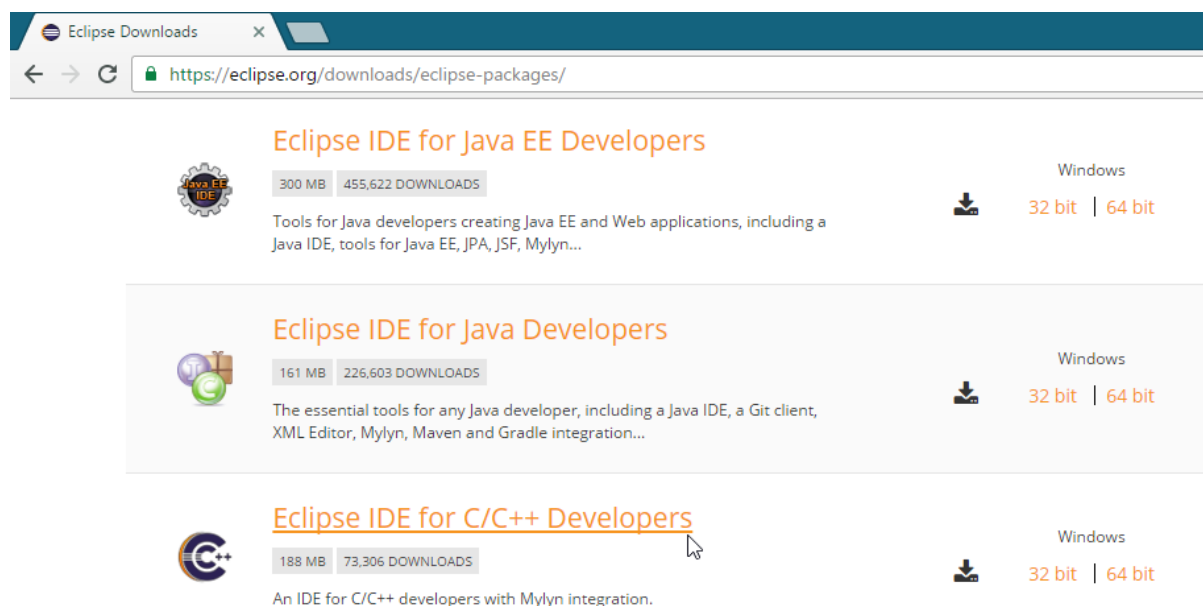 Eclipse Downloads
https://eclipse.org/downloads/eclipse-packages/
Eclipse IDE for Java EE Developers
300 MB 455,622 DOWNLOADS
Java EE
IDE
Tools for Java developers creating Java EE and Web applications, including a
Java IDE, tools for Java EE, JPA, JSF, Mylyn...
Windows
32 bit | 64 bit
Eclipse IDE for Java Developers
161 MB 226,603 DOWNLOADS
J
C
The essential tools for any Java developer, including a Java IDE, a Git client,
XML Editor, Mylyn, Maven and Gradle integration...
Windows
32 bit | 64 bit
Eclipse IDE for C/C++ Developers
188 MB 73,306 DOWNLOADS
C++
An IDE for C/C++ developers with Mylyn integration.
Windows
32 bit | 64 bit